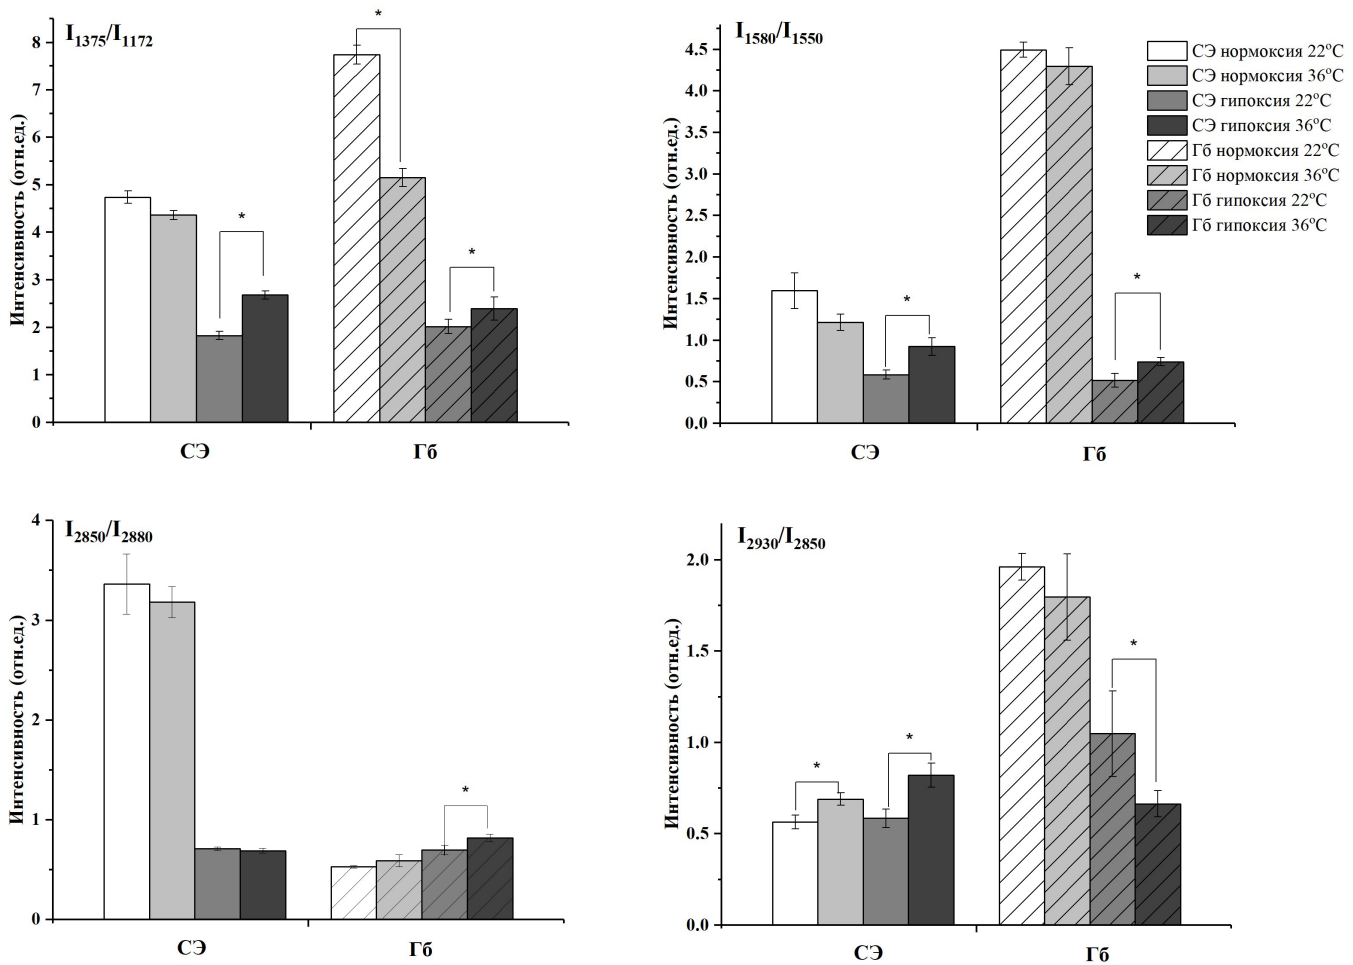 I1375/I1172
Интенсивность (отн.ед.)
8
7
6
5
4
3
2
1
0
*
*
*
СЭ
Гб
I1580/I1550
Интенсивность (отн.ед.)
4.5
4.0
3.5
3.0
2.5
2.0
1.5
1.0
0.5
0.0
*
*
СЭ
Гб
СЭ нормоксия 22°C
СЭ нормоксия 36°C
СЭ гипоксия 22°C
СЭ гипоксия 36°C
Гб нормоксия 22°C
Гб нормоксия 36°C
Гб гипоксия 22°C
Гб гипоксия 36°C
I2850/I2880
Интенсивность (отн.ед.)
4
3
2
1
0
*
СЭ
Гб
I2930/I2850
Интенсивность (отн.ед.)
2.0
1.5
1.0
0.5
0.0
*
*
*
СЭ
Гб